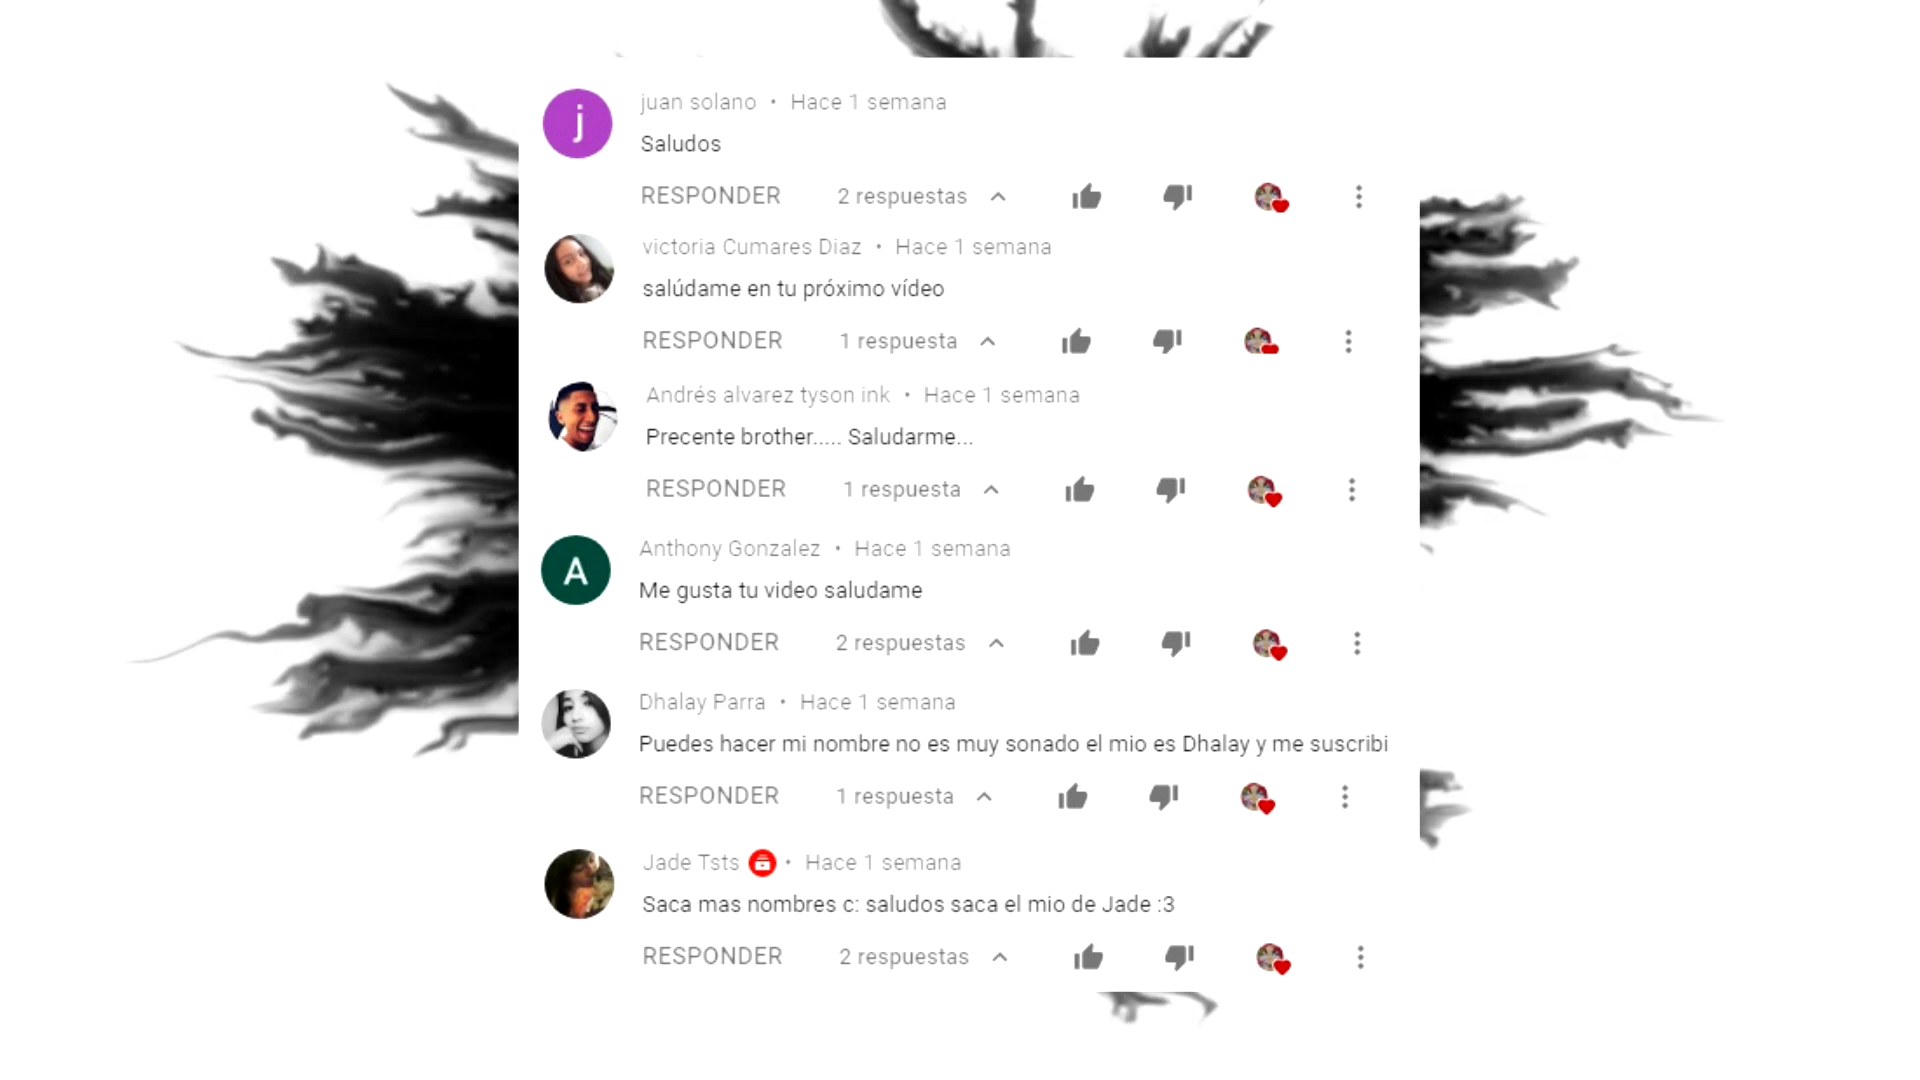 j
juan solano • Hace 1 semana
Saludos
RESPONDER 2 respuestas
victoria Cumares Diaz • Hace 1 semana
salúdame en tu próximo vídeo
RESPONDER 1 respuesta
Andrés alvarez tyson ink • Hace 1 semana
Precente brother..... Saludarme...
RESPONDER 1 respuesta
A
Anthony Gonzalez • Hace 1 semana
Me gusta tu video saludame
RESPONDER 2 respuestas
Dhalay Parra • Hace 1 semana
Puedes hacer mi nombre no es muy sonado el mio es Dhalay y me suscribi
RESPONDER 1 respuesta
Jade Tsts • Hace 1 semana
Saca mas nombres c: saludos saca el mio de Jade :3
RESPONDER 2 respuestas